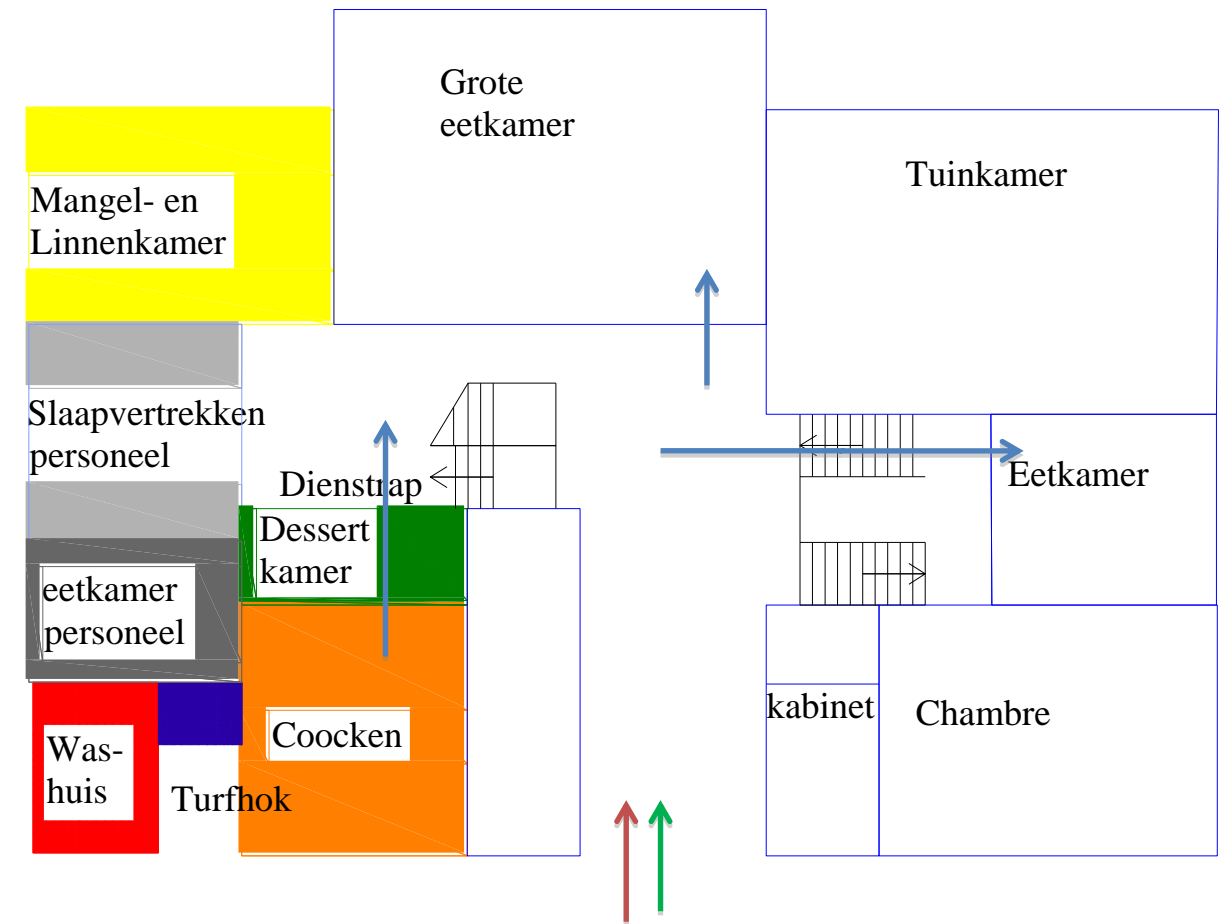 Grote
eetkamer
Tuinkamer
Mangel- en
Linnenkamer
Slaapvertrekken
personeel
Dienstrap
Eetkamer
Dessert
kamer
eetkamer
personeel
kabinet
Chambre
Coocken
Was-
huis
Turfhok